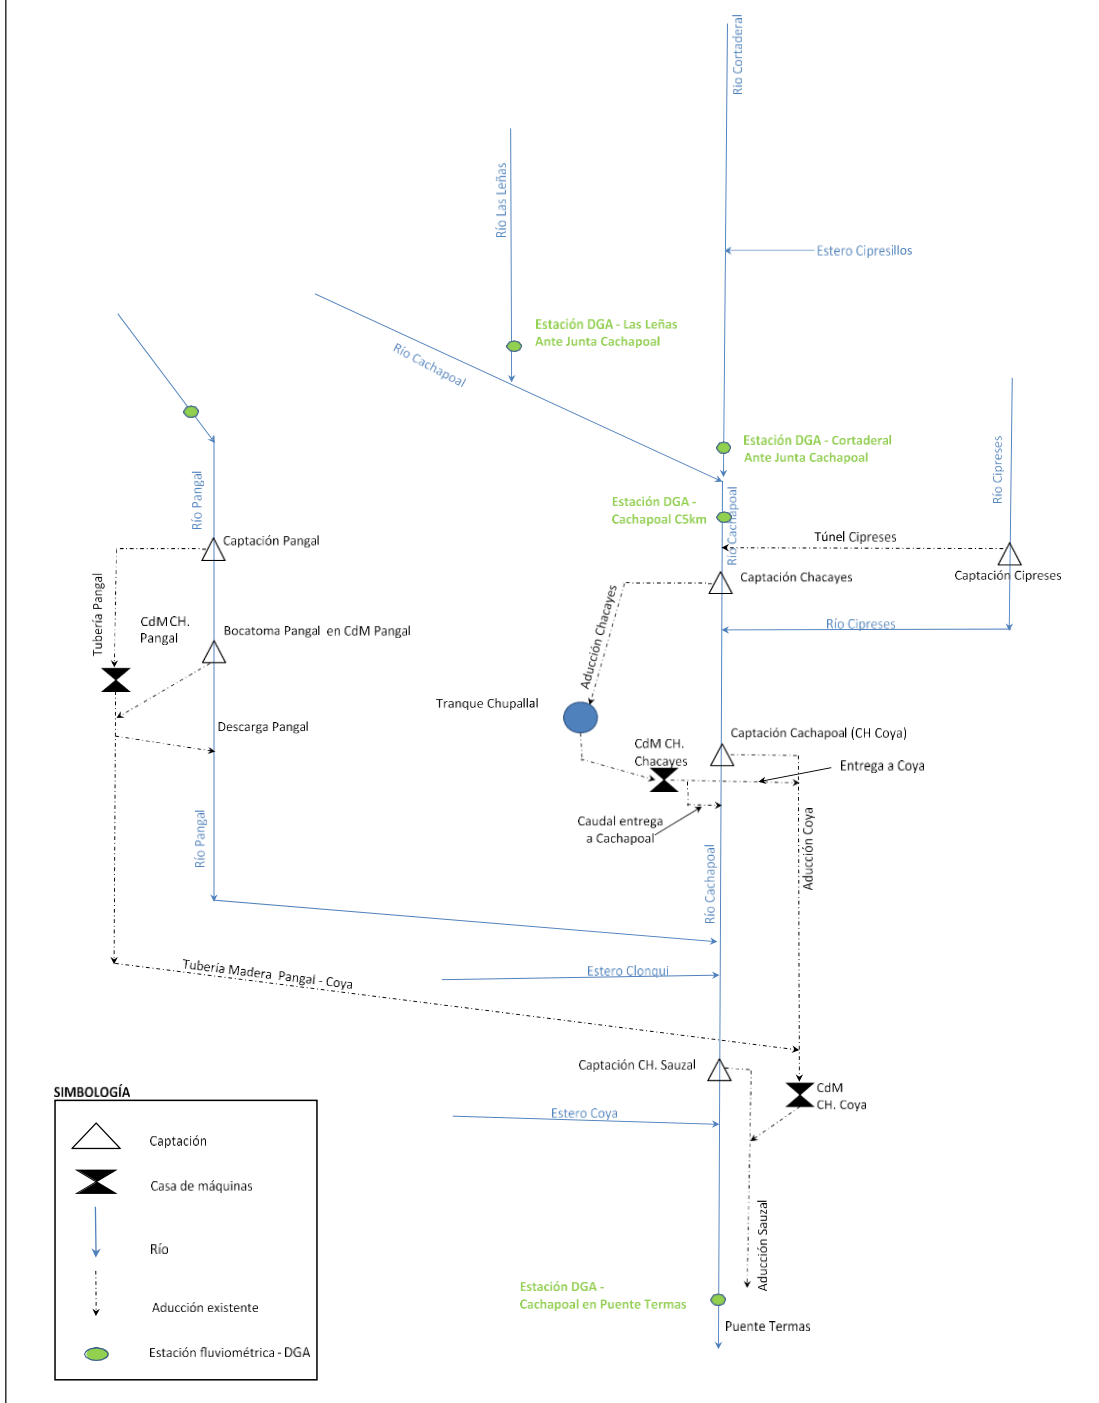 Río Cortaderal
Río Las Leñas
Estero Cipresillos
Estación DGA - Las Leñas
Ante Junta Cachapoal
Río Cachapoal
Estación DGA - Cortaderal
Ante Junta Cachapoal
Río Cipreses
Río Pangal
Estación DGA -
Cachapoal C5km
Río Cachapoal
Túnel Cipreses
Captación Pangal
Captación Chacayes
Captación Cipreses
Tubería Pangal
CdM CH.
Pangal
Bocatoma Pangal en CdM Pangal
Aducción Chacayes
Río Cipreses
Tranque Chupallal
Descarga Pangal
Captación Cachapoal (CH Coya)
CdM CH.
Chacayes
Entrega a Coya
Caudal entrega
a Cachapoal
Río Pangal
Río Cachapoal
Aducción Coya
Estero Clonqui
Tubería Madera Pangal - Coya
Captación CH. Sauzal
CdM
CH. Coya
Estero Coya
Aducción Sauzal
Estación DGA -
Cachapoal en Puente Termas
Puente Termas
SIMBOLOGÍA
Captación
Casa de máquinas
Río
Aducción existente
Estación fluviométrica - DGA